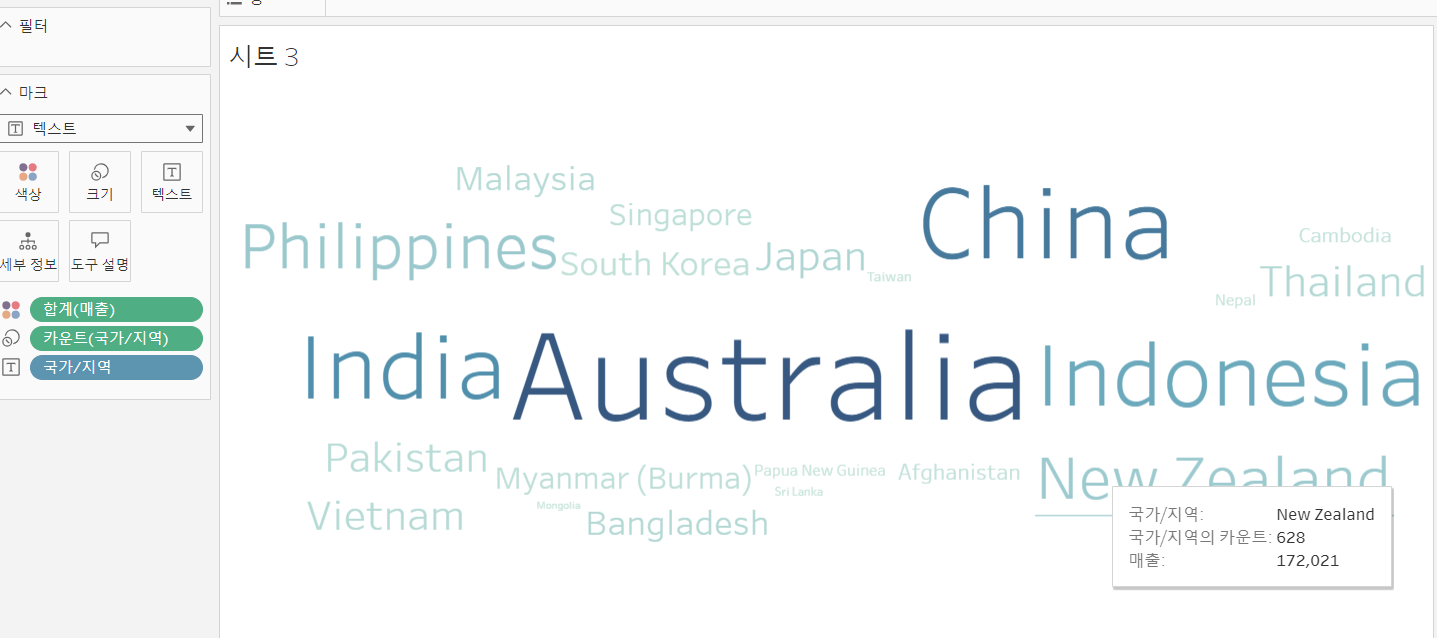 필터
시트 3
마크
텍스트
색상
크기
텍스트
세부 정보
도구 설명
합계(매출)
카운트(국가/지역)
국가/지역
Malaysia
Singapore
China
Philippines
South Korea
Japan
Taiwan
Cambodia
Thailand
Nepal
India
Australia
Indonesia
Pakistan
Myanmar (Burma)
Papua New Guinea
Afghanistan
New Zealand
Sri Lanka
Mongolia
Vietnam
Bangladesh
국가/지역: New Zealand
국가/지역의 카운트: 628
매출: 172,021